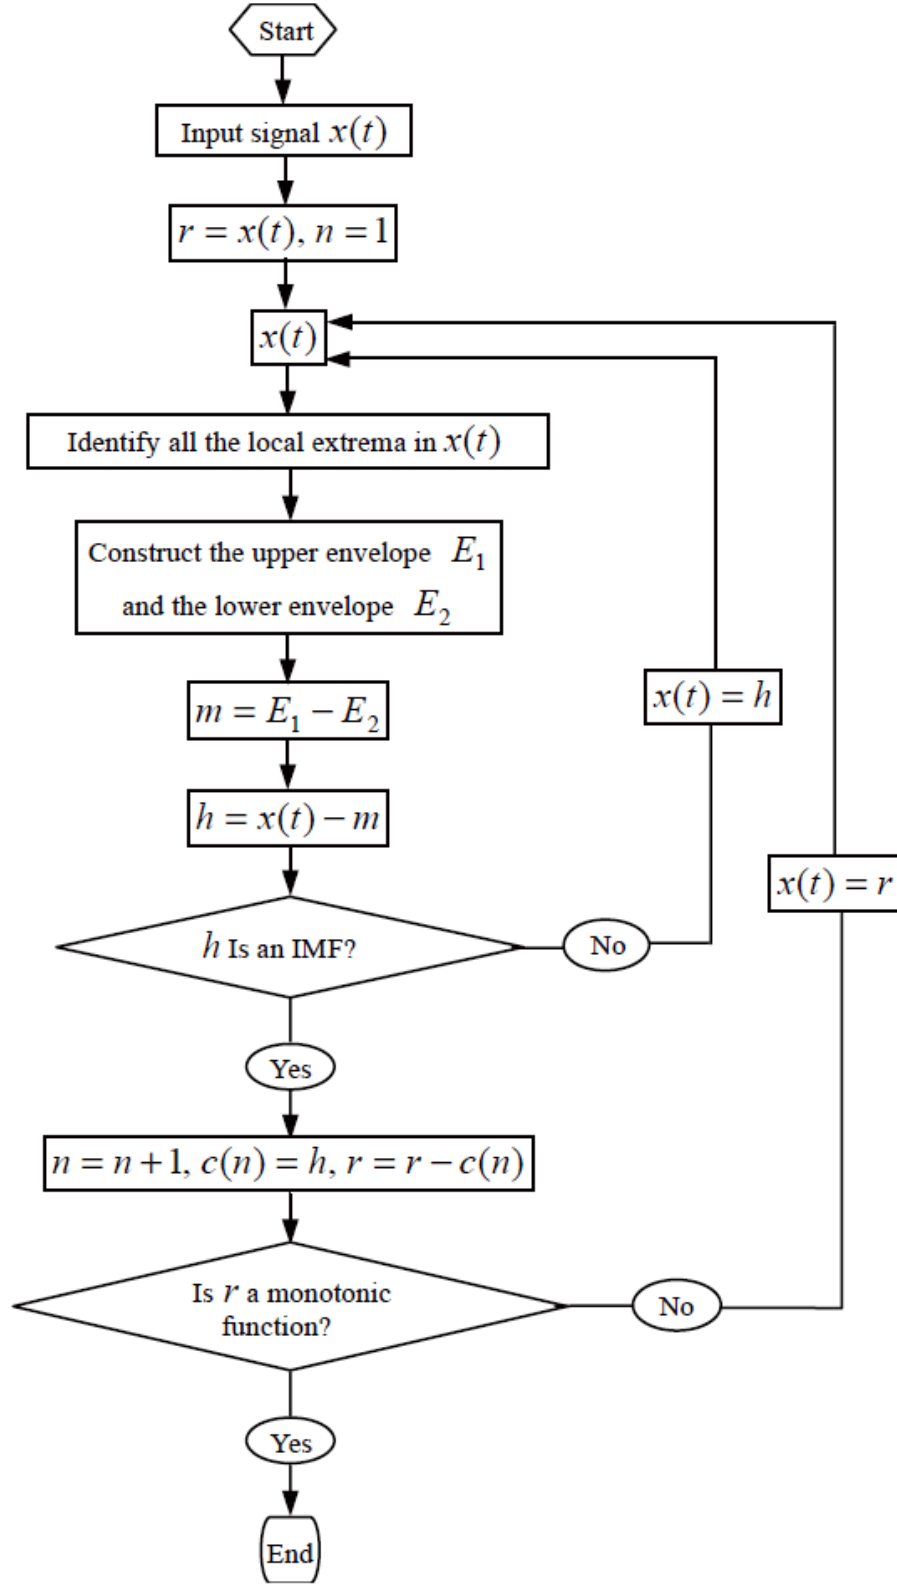 Start
Input signal x(t)
r = x(t), n = 1
x(t)
Identify all the local extrema in x(t)
Construct the upper envelope E₁
and the lower envelope E₂
m = E₁ − E₂
x(t) = h
h = x(t) − m
x(t) = r
h Is an IMF?
No
Yes
n = n + 1, c(n) = h, r = r − c(n)
Is r a monotonic
function?
No
Yes
End